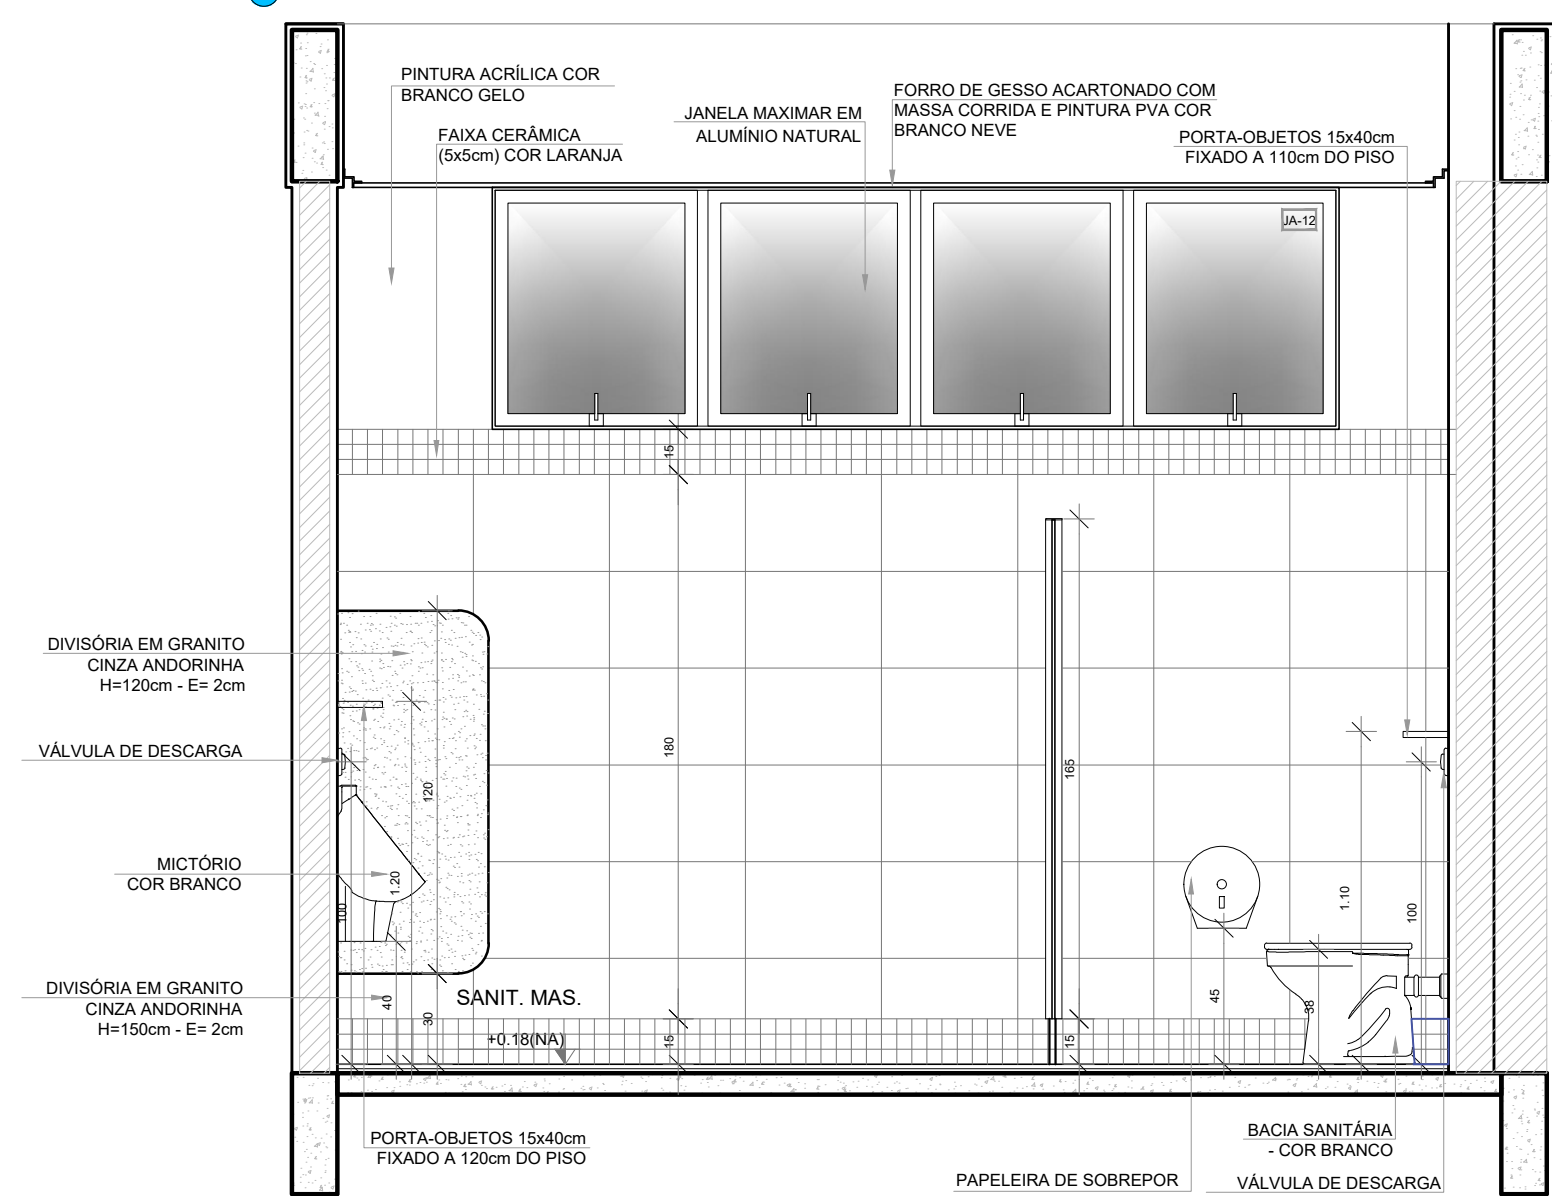 PINTURA ACRÍLICA COR
BRANCO GELO
FAIXA CERÂMICA
(5x5cm) COR LARANJA
JANELA MAXIMAR EM
ALUMÍNIO NATURAL
FORRO DE GESSO ACARTONADO COM
MASSA CORRIDA E PINTURA PVA COR
BRANCO NEVE
PORTA-OBJETOS 15x40cm
FIXADO A 110cm DO PISO
JA-12
15
DIVISÓRIA EM GRANITO
CINZA ANDORINHA
H=120cm - E= 2cm
VÁLVULA DE DESCARGA
180
165
120
MICTÓRIO
COR BRANCO
1.20
100
1.10
100
DIVISÓRIA EM GRANITO
CINZA ANDORINHA
H=150cm - E= 2cm
40
30
SANIT. MAS.
45
38
+0.18(NA)
15
15
PORTA-OBJETOS 15x40cm
FIXADO A 120cm DO PISO
PAPELEIRA DE SOBREPOR
BACIA SANITÁRIA
- COR BRANCO
VÁLVULA DE DESCARGA